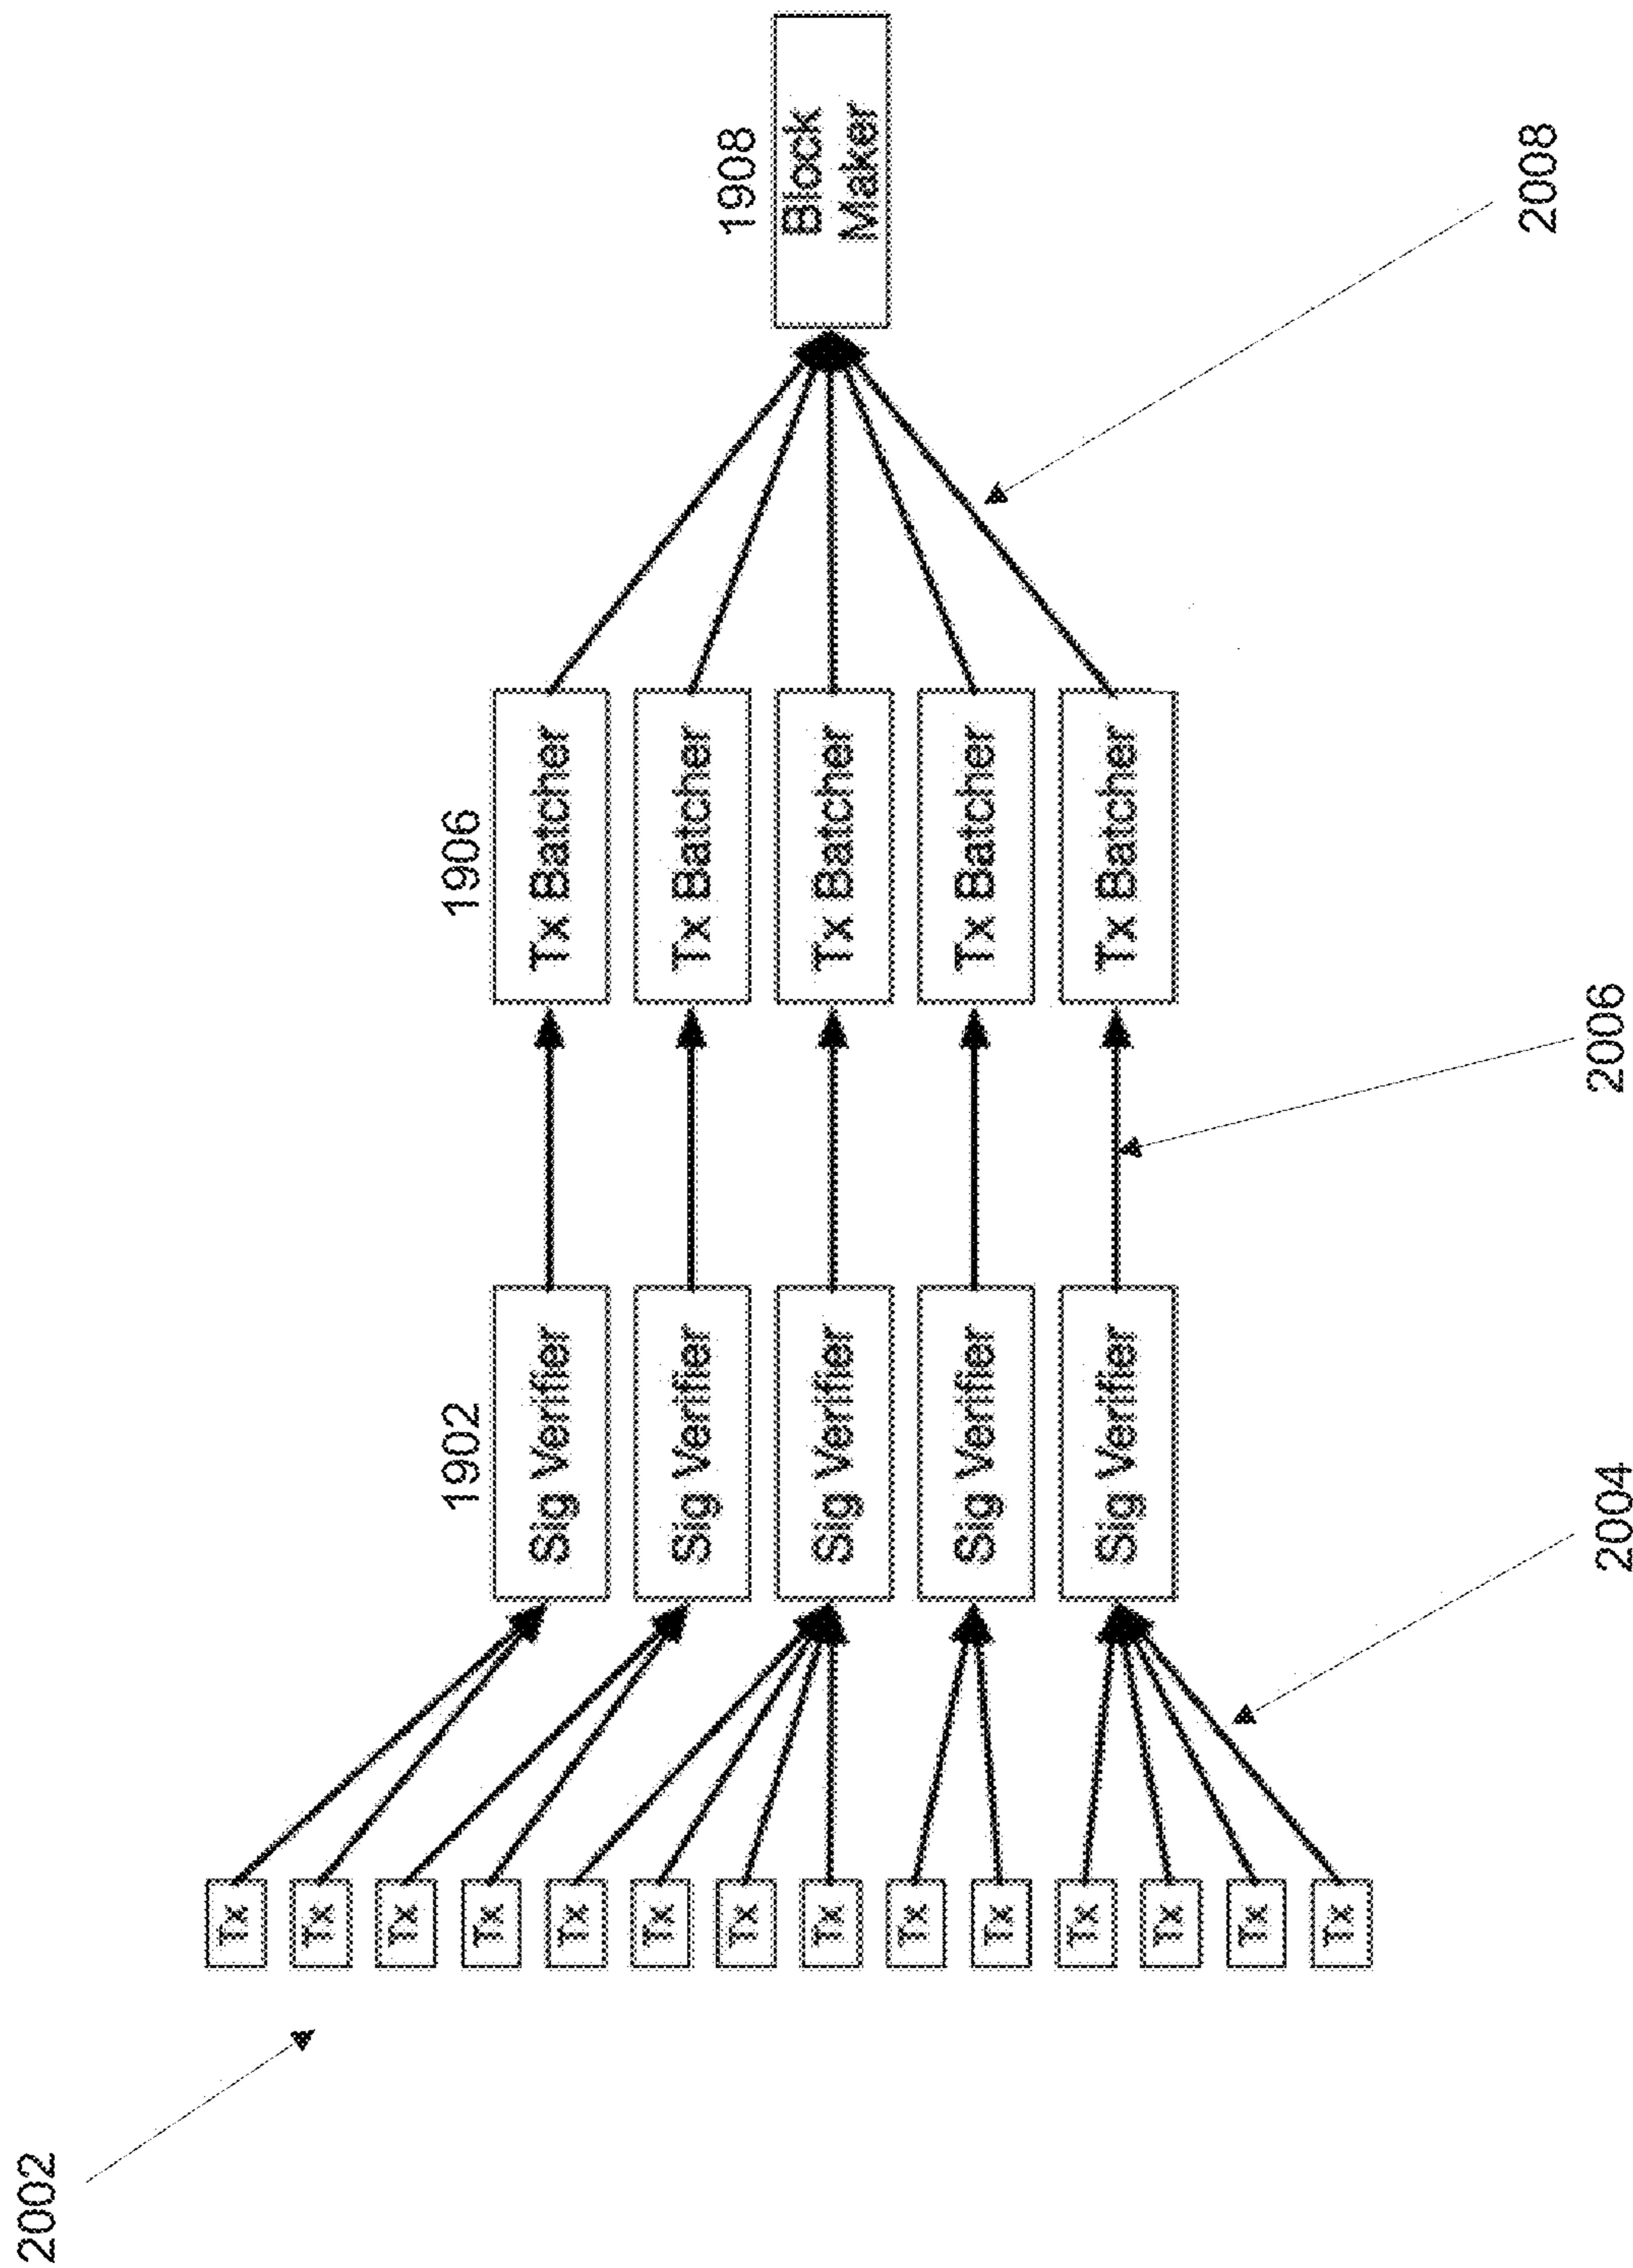 2002
Tx
Tx
Tx
Tx
Tx
Tx
Tx
Tx
Tx
Tx
Tx
Tx
Tx
Tx
1902
Sig Verifier
Sig Verifier
Sig Verifier
Sig Verifier
Sig Verifier
1906
Tx Batcher
Tx Batcher
Tx Batcher
Tx Batcher
Tx Batcher
1908
Block
Maker
2004
2006
2008